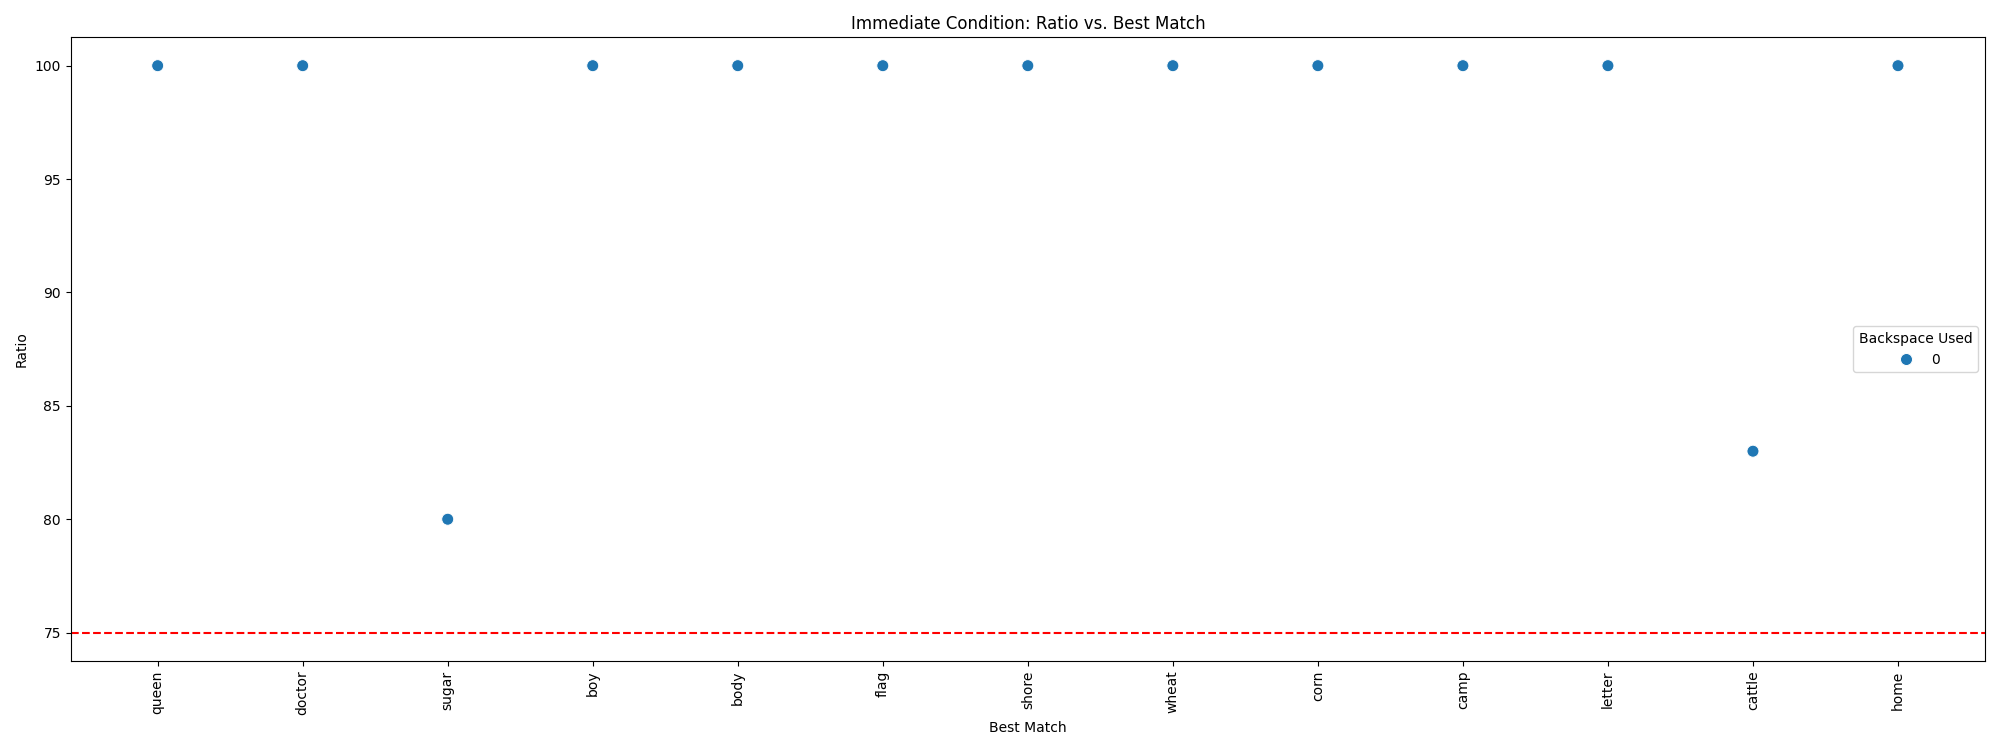 Immediate Condition: Ratio vs. Best Match
100
95
90
85
80
75
Ratio
Backspace Used
0
queen doctor sugar boy body flag shore wheat corn camp letter cattle home
Best Match